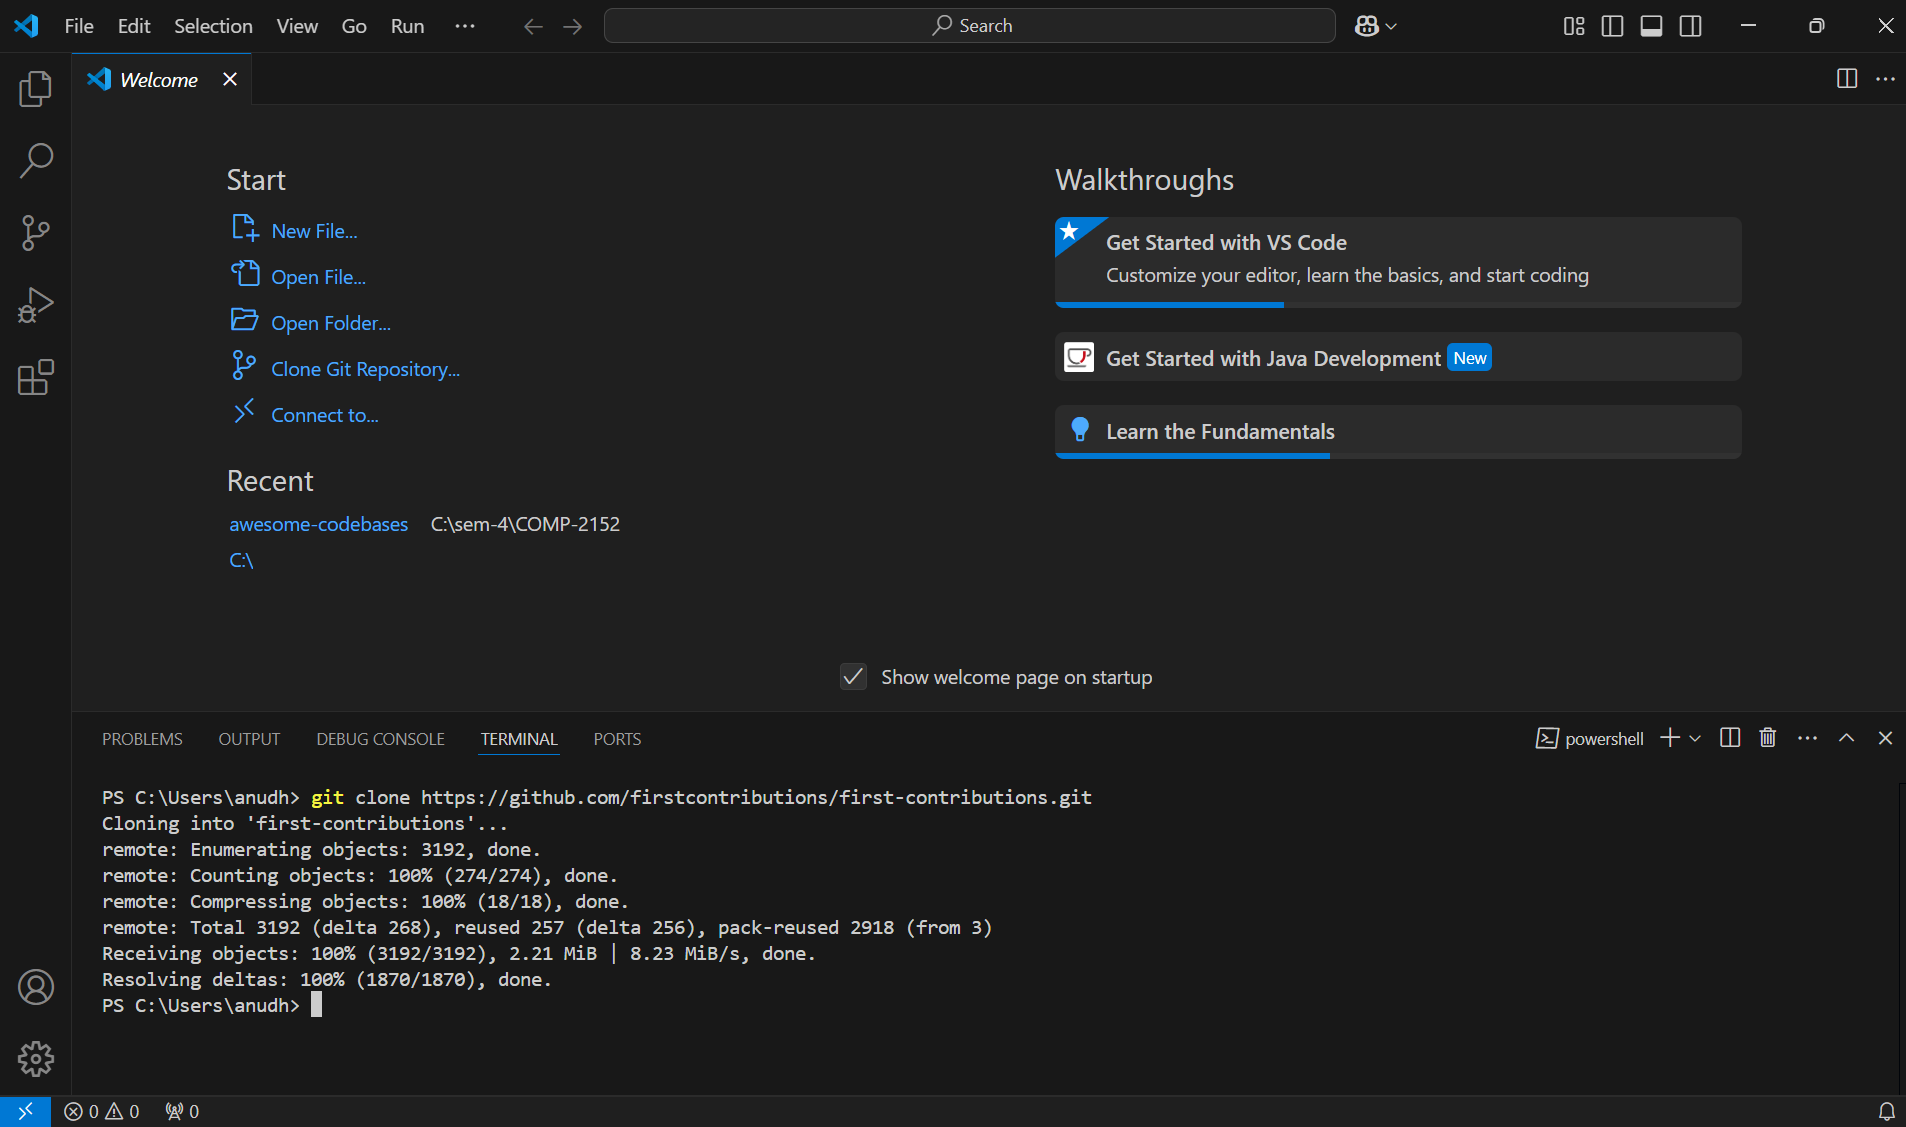 File Edit Selection View Go Run ··· Search
Welcome
Start
New File...
Open File...
Open Folder...
Clone Git Repository...
Connect to...
Recent
awesome-codebases C:\sem-4\COMP-2152
C:\
Walkthroughs
Get Started with VS Code
Customize your editor, learn the basics, and start coding
Get Started with Java Development New
Learn the Fundamentals
Show welcome page on startup
PROBLEMS OUTPUT DEBUG CONSOLE TERMINAL PORTS powershell
PS C:\Users\anudh> git clone https://github.com/firstcontributions/first-contributions.git
Cloning into 'first-contributions'...
remote: Enumerating objects: 3192, done.
remote: Counting objects: 100% (274/274), done.
remote: Compressing objects: 100% (18/18), done.
remote: Total 3192 (delta 268), reused 257 (delta 256), pack-reused 2918 (from 3)
Receiving objects: 100% (3192/3192), 2.21 MiB | 8.23 MiB/s, done.
Resolving deltas: 100% (1870/1870), done.
PS C:\Users\anudh>
0 0 0